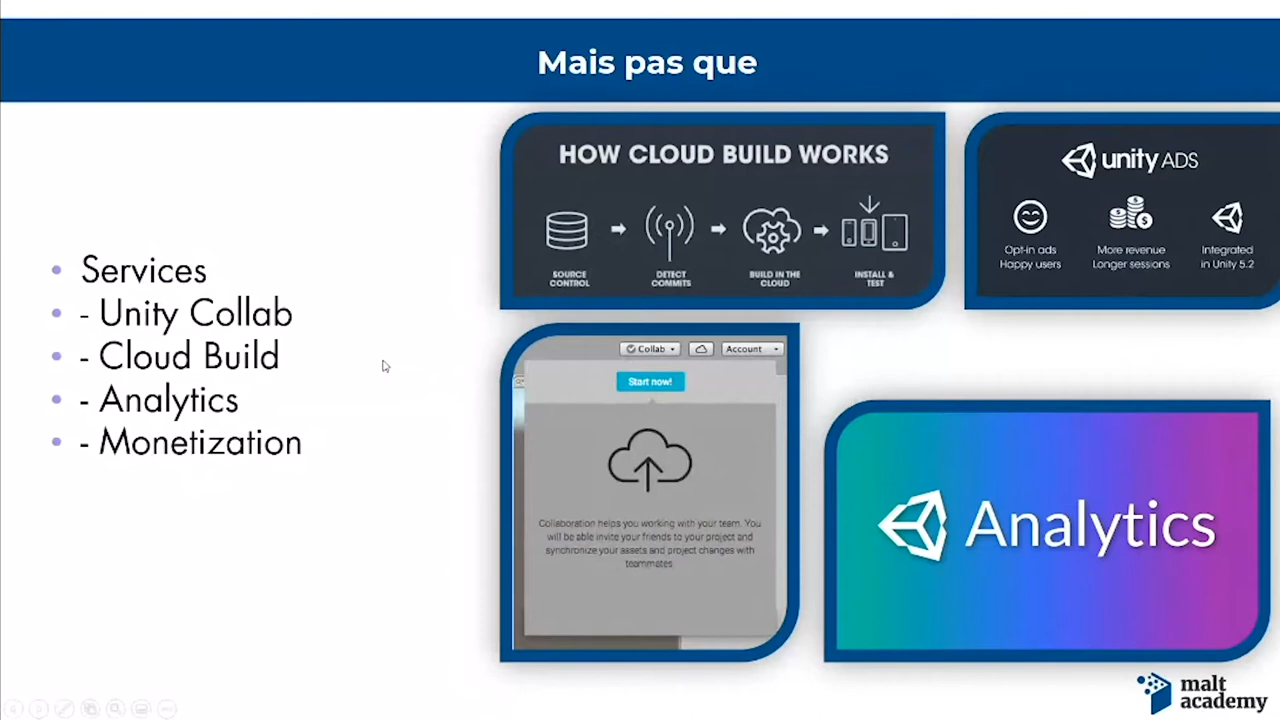 Mais pas que
• Services
• - Unity Collab
• - Cloud Build
• - Analytics
• - Monetization
HOW CLOUD BUILD WORKS
SOURCE
CONTROL
DETECT
COMMITS
BUILD IN THE
CLOUD
INSTALL &
TEST
unity ADS
Opt-in ads
Happy users
More revenue
Longer sessions
Integrated
in Unity 5.2
Collab
Account
Start now!
Collaboration helps you working with your team. You
will be able invite your friends to your project and
synchronize your assets and project changes with
teammates
Analytics
malt
academy